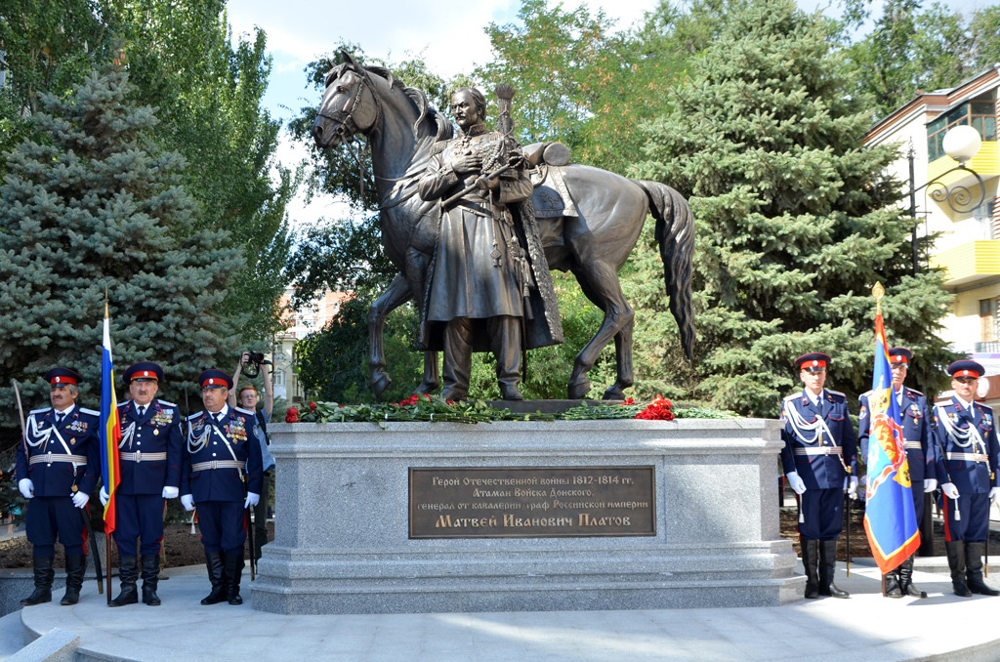 Герой Отечественной войны 1812-1814 гг.
Атаман Войска Донского,
генерал от кавалерии, граф Российской империи
Матвей Иванович Платов